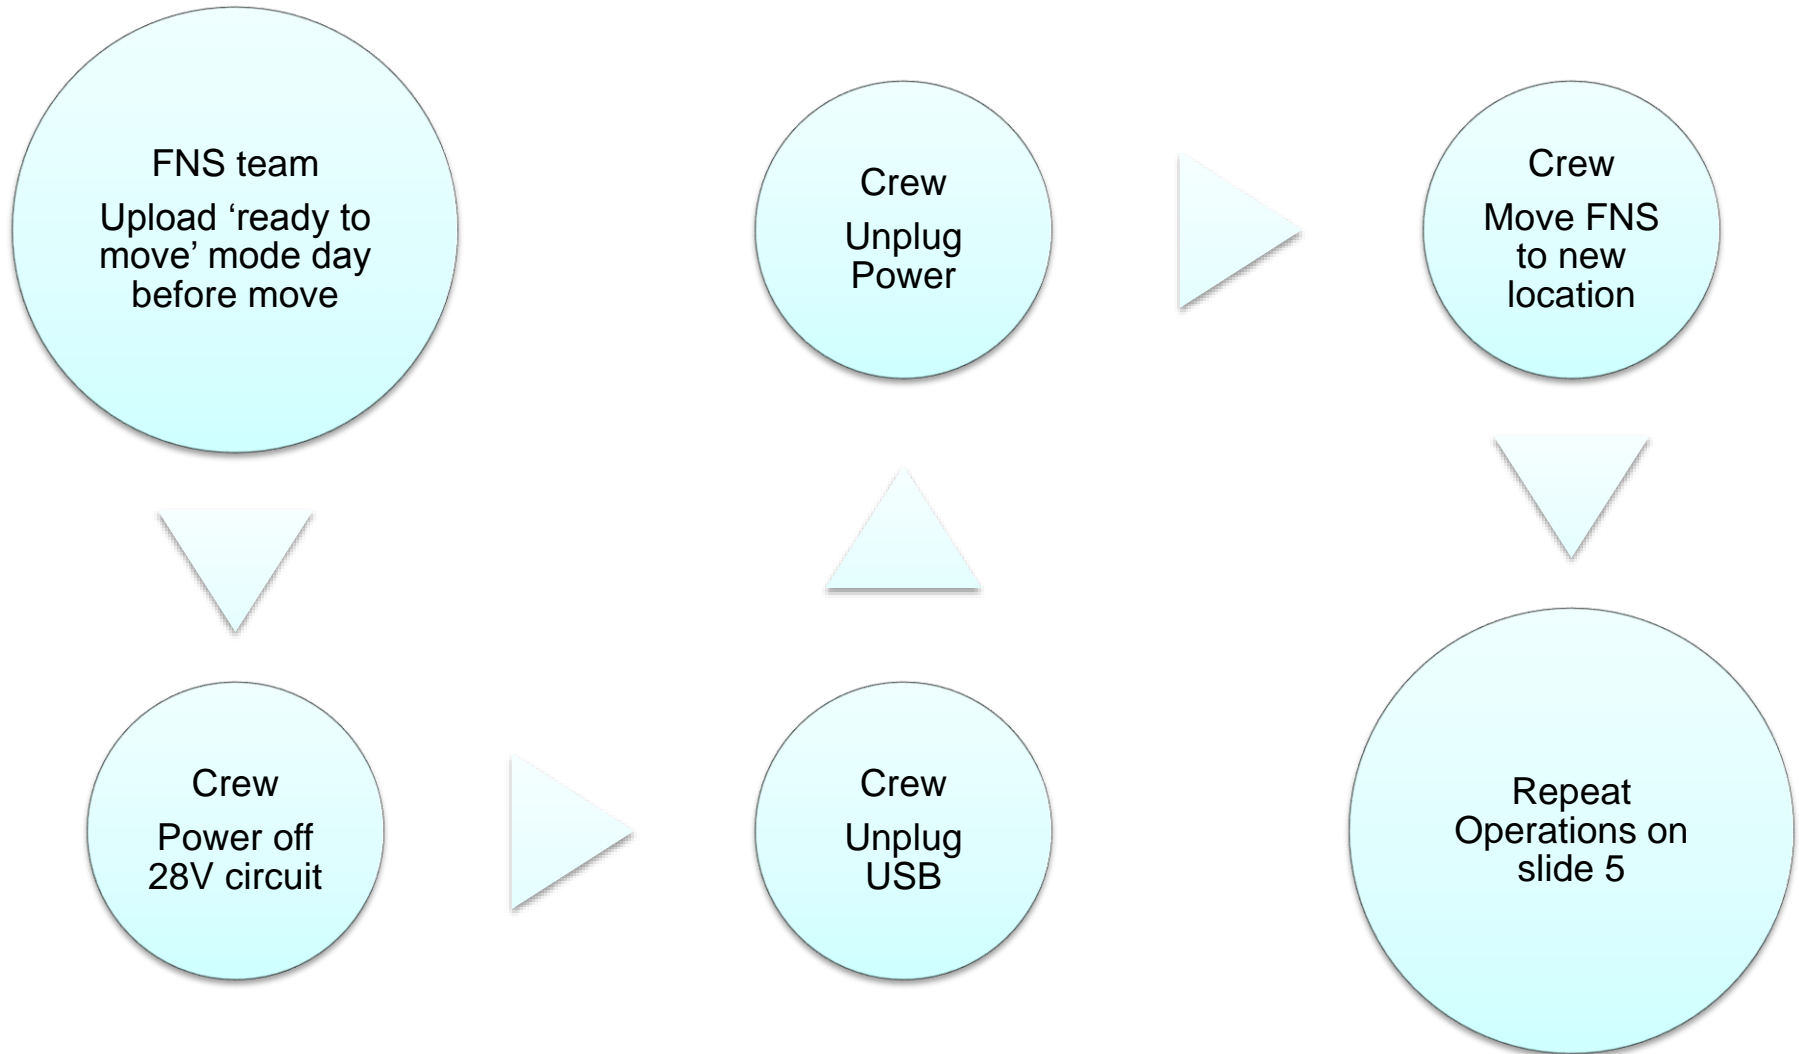 FNS team
Upload ‘ready to
move’ mode day
before move
Crew
Power off
28V circuit
Crew
Unplug
USB
Crew
Unplug
Power
Crew
Move FNS
to new
location
Repeat
Operations on
slide 5